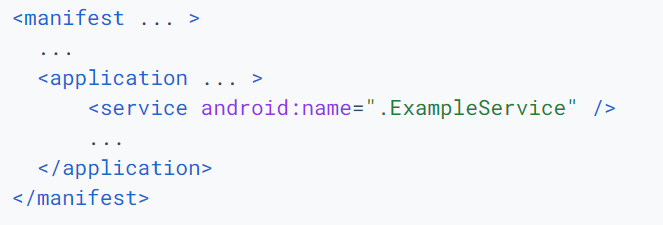 <manifest ... >
  ...
  <application ... >
      <service android:name=".ExampleService" />
      ...
  </application>
</manifest>